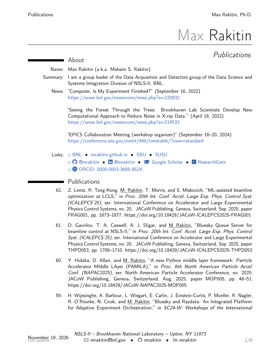 Publications
Max Rakitin, Ph.D.
Max Rakitin
Publications
About
Name: Max Rakitin (a.k.a. Maksim S. Rakitin)
Summary: I am a group leader of the Data Acquisition and Detectors group of the Data Science and
Systems Integration Division of NSLS-II, BNL.
News: "Computer, Is My Experiment Finished?" (September 16, 2022)
https://www.bnl.gov/newsroom/news.php?a=220832
"Seeing the Forest Through the Trees: Brookhaven Lab Scientists Develop New
Computational Approach to Reduce Noise in X-ray Data." (April 18, 2022)
https://www.bnl.gov/newsroom/news.php?a=219533
"EPICS Collaboration Meeting (workshop organizer)" (September 16–20, 2024)
https://conference.sns.gov/event/448/timetable/?view=standard
Links: BNL • mrakitin.github.io • SBU • SUSU
@mrakitin • @mrakitin • Google Scholar • ResearchGate
ORCID: 0000-0003-3685-852X
Publications
62. Z. Lentz, R. Tang-Kong, M. Rakitin, T. Morris, and S. Miskovich, "ML-assisted beamline
optimization at LCLS," in Proc. 20th Int. Conf. Accel. Large Exp. Phys. Control Syst.
(ICALEPCS'25), ser. International Conference on Accelerator and Large Experimental
Physics Control Systems, no. 20. JACoW Publishing, Geneva, Switzerland, Sep. 2025, paper
FRAG001, pp. 1873–1877. https://doi.org/10.18429/JACoW-ICALEPCS2025-FRAG001
61. D. Gavrilov, T. A. Caswell, A. J. Sligar, and M. Rakitin, "Bluesky Queue Server for
beamline control at NSLS-II," in Proc. 20th Int. Conf. Accel. Large Exp. Phys. Control
Syst. (ICALEPCS'25), ser. International Conference on Accelerator and Large Experimental
Physics Control Systems, no. 20. JACoW Publishing, Geneva, Switzerland, Sep. 2025, paper
THPD053, pp. 1706–1710. https://doi.org/10.18429/JACoW-ICALEPCS2025-THPD053
60. Y. Hidaka, D. Allan, and M. Rakitin, "A new Python middle layer framework: Particle
Accelerator Middle LAyer (PAMILA)," in Proc. 6th North American Particle Accel.
Conf. (NAPAC2025), ser. North American Particle Accelerator Conference, no. 2025.
JACoW Publishing, Geneva, Switzerland, Aug. 2025, paper MOP005, pp. 48–51.
https://doi.org/10.18429/JACoW-NAPAC2025-MOP005
59. H. Wijesinghe, A. Barbour, L. Wiegart, E. Carlin, J. Einstein-Curtis, P. Moeller, R. Nagler,
R. O'Rourke, N. Cook, and M. Rakitin, "Bluesky and Raydata: An Integrated Platform
for Adaptive Experiment Orchestration," in SC24-W: Workshops of the International
NSLS-II – Brookhaven National Laboratory – Upton, NY 11973
November 19, 2026
mrakitin@bnl.gov • mrakitin • mrakitin
1/8